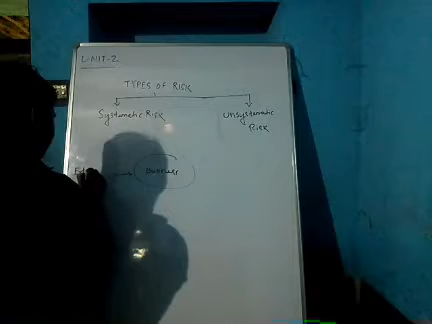 UNIT-2
TYPES OF RISK
Systematic Risk
Unsystematic
Risk